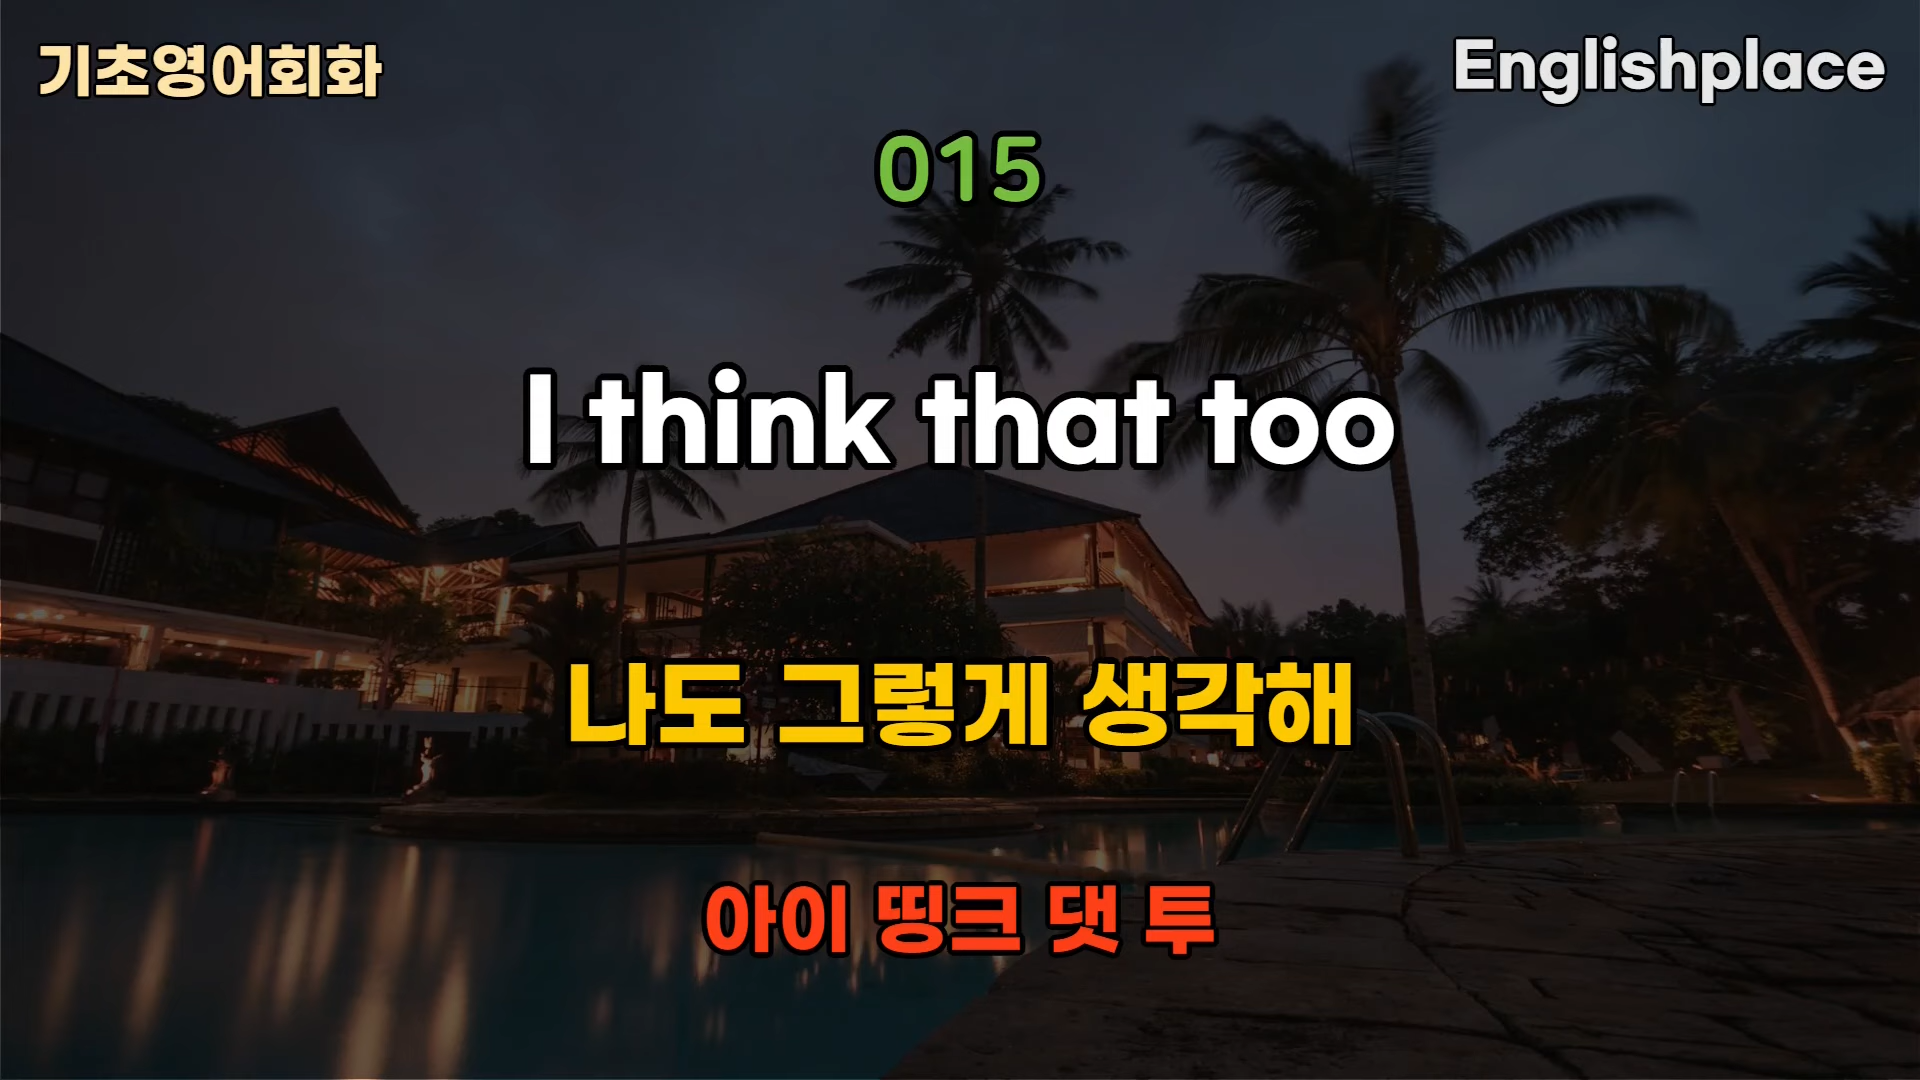 기초영어회화
Englishplace
015
I think that too
나도 그렇게 생각해
아이 띵크 댓 투